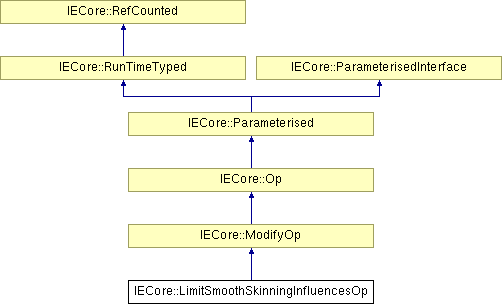 IECore::RefCounted
IECore::RunTimeTyped
IECore::ParameterisedInterface
IECore::Parameterised
IECore::Op
IECore::ModifyOp
IECore::LimitSmoothSkinningInfluencesOp